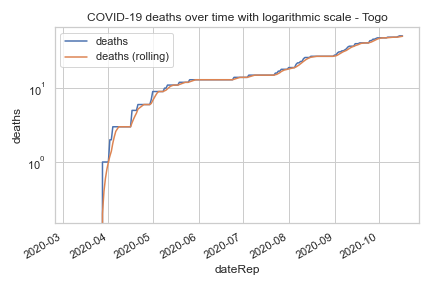 COVID-19 deaths over time with logarithmic scale - Togo
deaths
deaths (rolling)
10¹
10⁰
deaths
2020-03
2020-04
2020-05
2020-06
2020-07
2020-08
2020-09
2020-10
dateRep